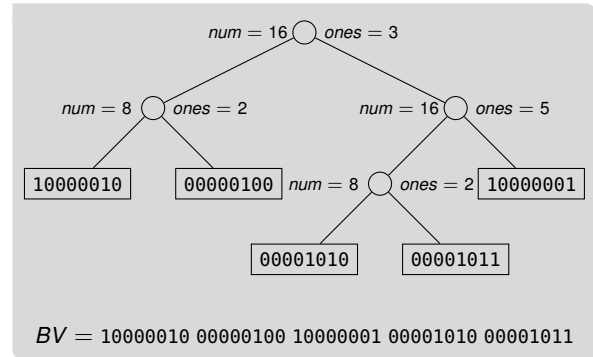 num = 16 ones = 3
num = 8 ones = 2 num = 16 ones = 5
10000010 00000100 num = 8 ones = 2 10000001
00001010 00001011
BV = 10000010 00000100 10000001 00001010 00001011